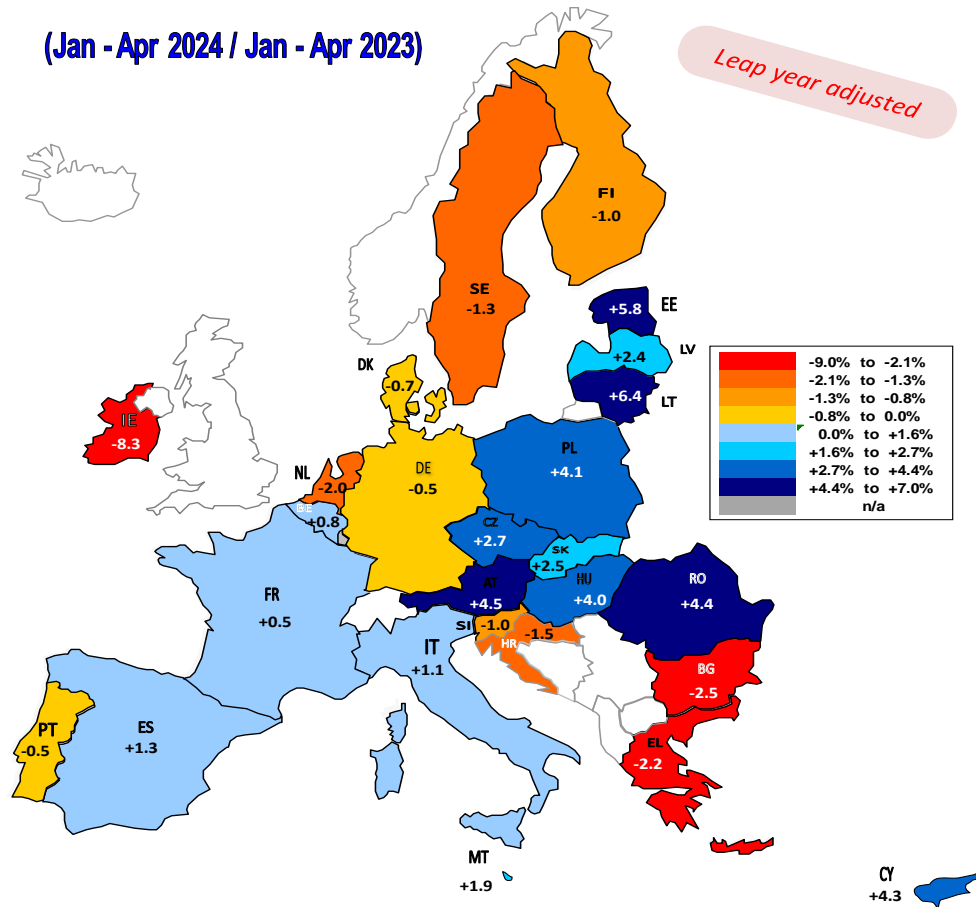 (Jan - Apr 2024 / Jan - Apr 2023)
Leap year adjusted
FI
-1.0
SE
-1.3
+5.8
EE
+2.4
LV
+6.4
LT
DK
-0.7
-9.0% to -2.1%
-2.1% to -1.3%
-1.3% to -0.8%
-0.8% to 0.0%
0.0% to +1.6%
+1.6% to +2.7%
+2.7% to +4.4%
+4.4% to +7.0%
n/a
IE
-8.3
NL
-2.0
BE
+0.8
DE
-0.5
PL
+4.1
CZ
+2.7
SK
+2.5
AT
+4.5
HU
+4.0
RO
+4.4
FR
+0.5
SI
-1.0
HR
-1.5
IT
+1.1
BG
-2.5
PT
-0.5
ES
+1.3
EL
-2.2
MT
+1.9
CY
+4.3